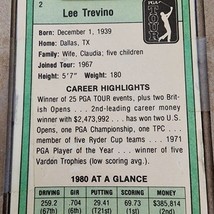 2
Lee Trevino
PGA TOUR
Born: December 1, 1939
Home: Dallas, TX
Family: Wife, Claudia; five children
Joined Tour: 1967
Height: 5'7" Weight: 180
CAREER HIGHLIGHTS
Winner of 25 PGA TOUR events, plus two Brit-
ish Opens ... 2nd-leading career money
winner with $2,473,992 ... has won two U.S.
Opens, one PGA Championship, one TPC ...
member of five Ryder Cup teams ... 1971
PGA Player of the Year ... winner of five
Vardon Trophies (low scoring avg.).
1980 AT A GLANCE
DRIVING GIR PUTTING SCORING MONEY
259.2 .704 29.41 69.73 $385,814
(67th) (6th) (T21st) (1st) (2nd)